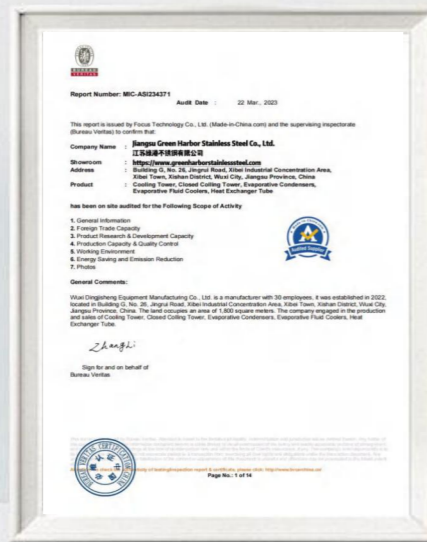 BUREAU
VERITAS
Report Number: MIC-ASI234371
Audit Date : 22 Mar., 2023
This report is issued by Focus Technology Co., Ltd. (Made-in-China.com) and the supervising inspectorate
(Bureau Veritas) to confirm that:
Company Name : Jiangsu Green Harbor Stainless Steel Co., Ltd.
江苏绿港不锈钢有限公司
Showroom : https://www.greenharborstainlesssteel.com
Address : Building G, No. 26, Jingrui Road, Xibei Industrial Concentration Area,
Xibei Town, Xishan District, Wuxi City, Jiangsu Province, China
Product : Cooling Tower, Closed Colling Tower, Evaporative Condensers,
Evaporative Fluid Coolers, Heat Exchanger Tube
has been on site audited for the Following Scope of Activity
1. General Information
2. Foreign Trade Capacity
3. Product Research & Development Capacity
4. Production Capacity & Quality Control
5. Working Environment
6. Energy Saving and Emission Reduction
7. Photos
Audited Supplier
General Comments:
Wuxi Dingjisheng Equipment Manufacturing Co., Ltd. is a manufacturer with 30 employees, it was established in 2022,
located in Building G, No. 26, Jingrui Road, Xibei Industrial Concentration Area, Xibei Town, Xishan District, Wuxi City,
Jiangsu Province, China. The land occupies an area of 1,800 square meters. The company engaged in the production
and sales of Cooling Tower, Closed Colling Tower, Evaporative Condensers, Evaporative Fluid Coolers, Heat
Exchanger Tube.
Zhangli
Sign for and on behalf of
Bureau Veritas
BUREAU VERITAS CERTIFICATION
Page No.: 1 of 14